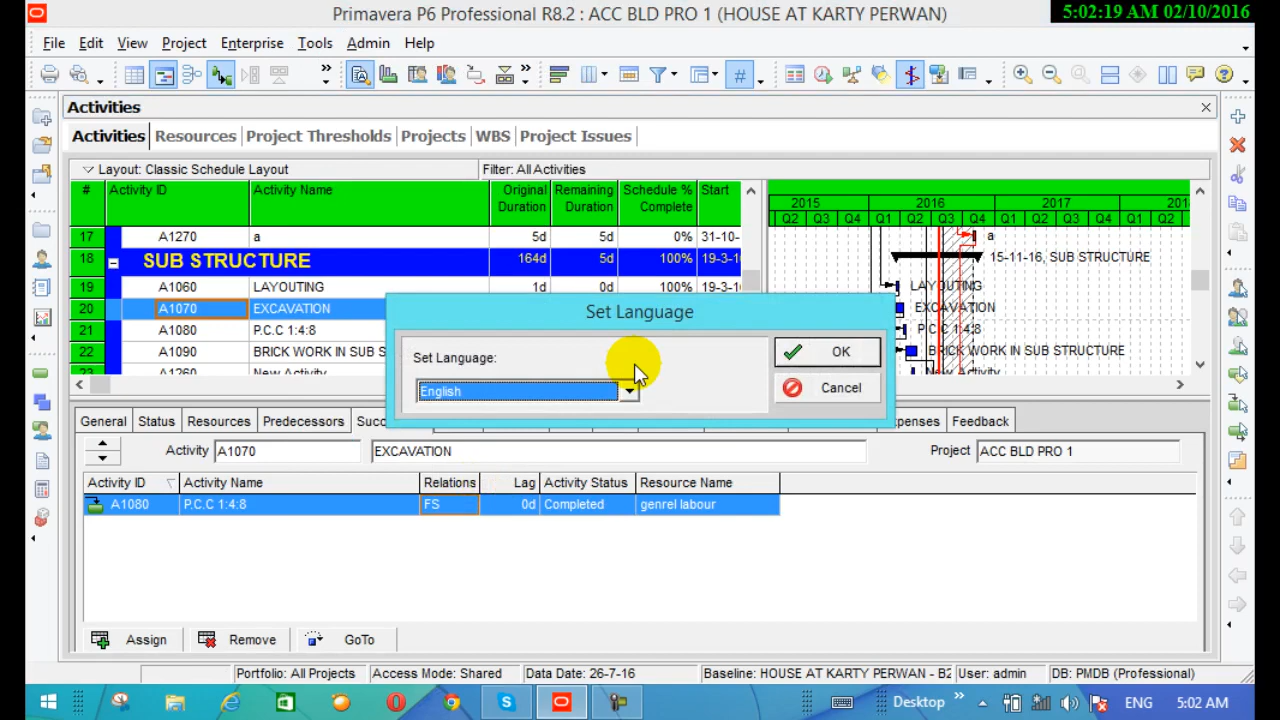 Primavera P6 Professional R8.2 : ACC BLD PRO 1 (HOUSE AT KARTY PERWAN)
5:02:19 AM 02/10/2016
File Edit View Project Enterprise Tools Admin Help
Activities
Activities Resources Project Thresholds Projects WBS Project Issues
Layout: Classic Schedule Layout Filter: All Activities
# Activity ID Activity Name Original Duration Remaining Duration Schedule % Complete Start
2015 2016 2017
Q2 Q3 Q4 Q1 Q2 Q3 Q4 Q1 Q2 Q3 Q4 Q1 Q2
17 A1270 a 5d 5d 0% 31-10- a
18 SUB STRUCTURE 164d 5d 100% 19-3-1 15-11-16, SUB STRUCTURE
19 A1060 LAYOUTING 1d 0d 100% 19-3-1 LAYOUTING
20 A1070 EXCAVATION EXCAVATION
21 A1080 P.C.C 1:4:8 P.C.C 1:4:8
22 A1090 BRICK WORK IN SUB S BRICK WORK IN SUB STRUCTURE
A1260 New Activity New Activity
Set Language
Set Language:
English
OK
Cancel
General Status Resources Predecessors Succ penses Feedback
Activity A1070 EXCAVATION Project ACC BLD PRO 1
Activity ID Activity Name Relations Lag Activity Status Resource Name
A1080 P.C.C 1:4:8 FS 0d Completed genrel labour
Assign Remove GoTo
Portfolio: All Projects Access Mode: Shared Data Date: 26-7-16 Baseline: HOUSE AT KARTY PERWAN - B2 User: admin DB: PMDB (Professional)
Desktop ENG 5:02 AM